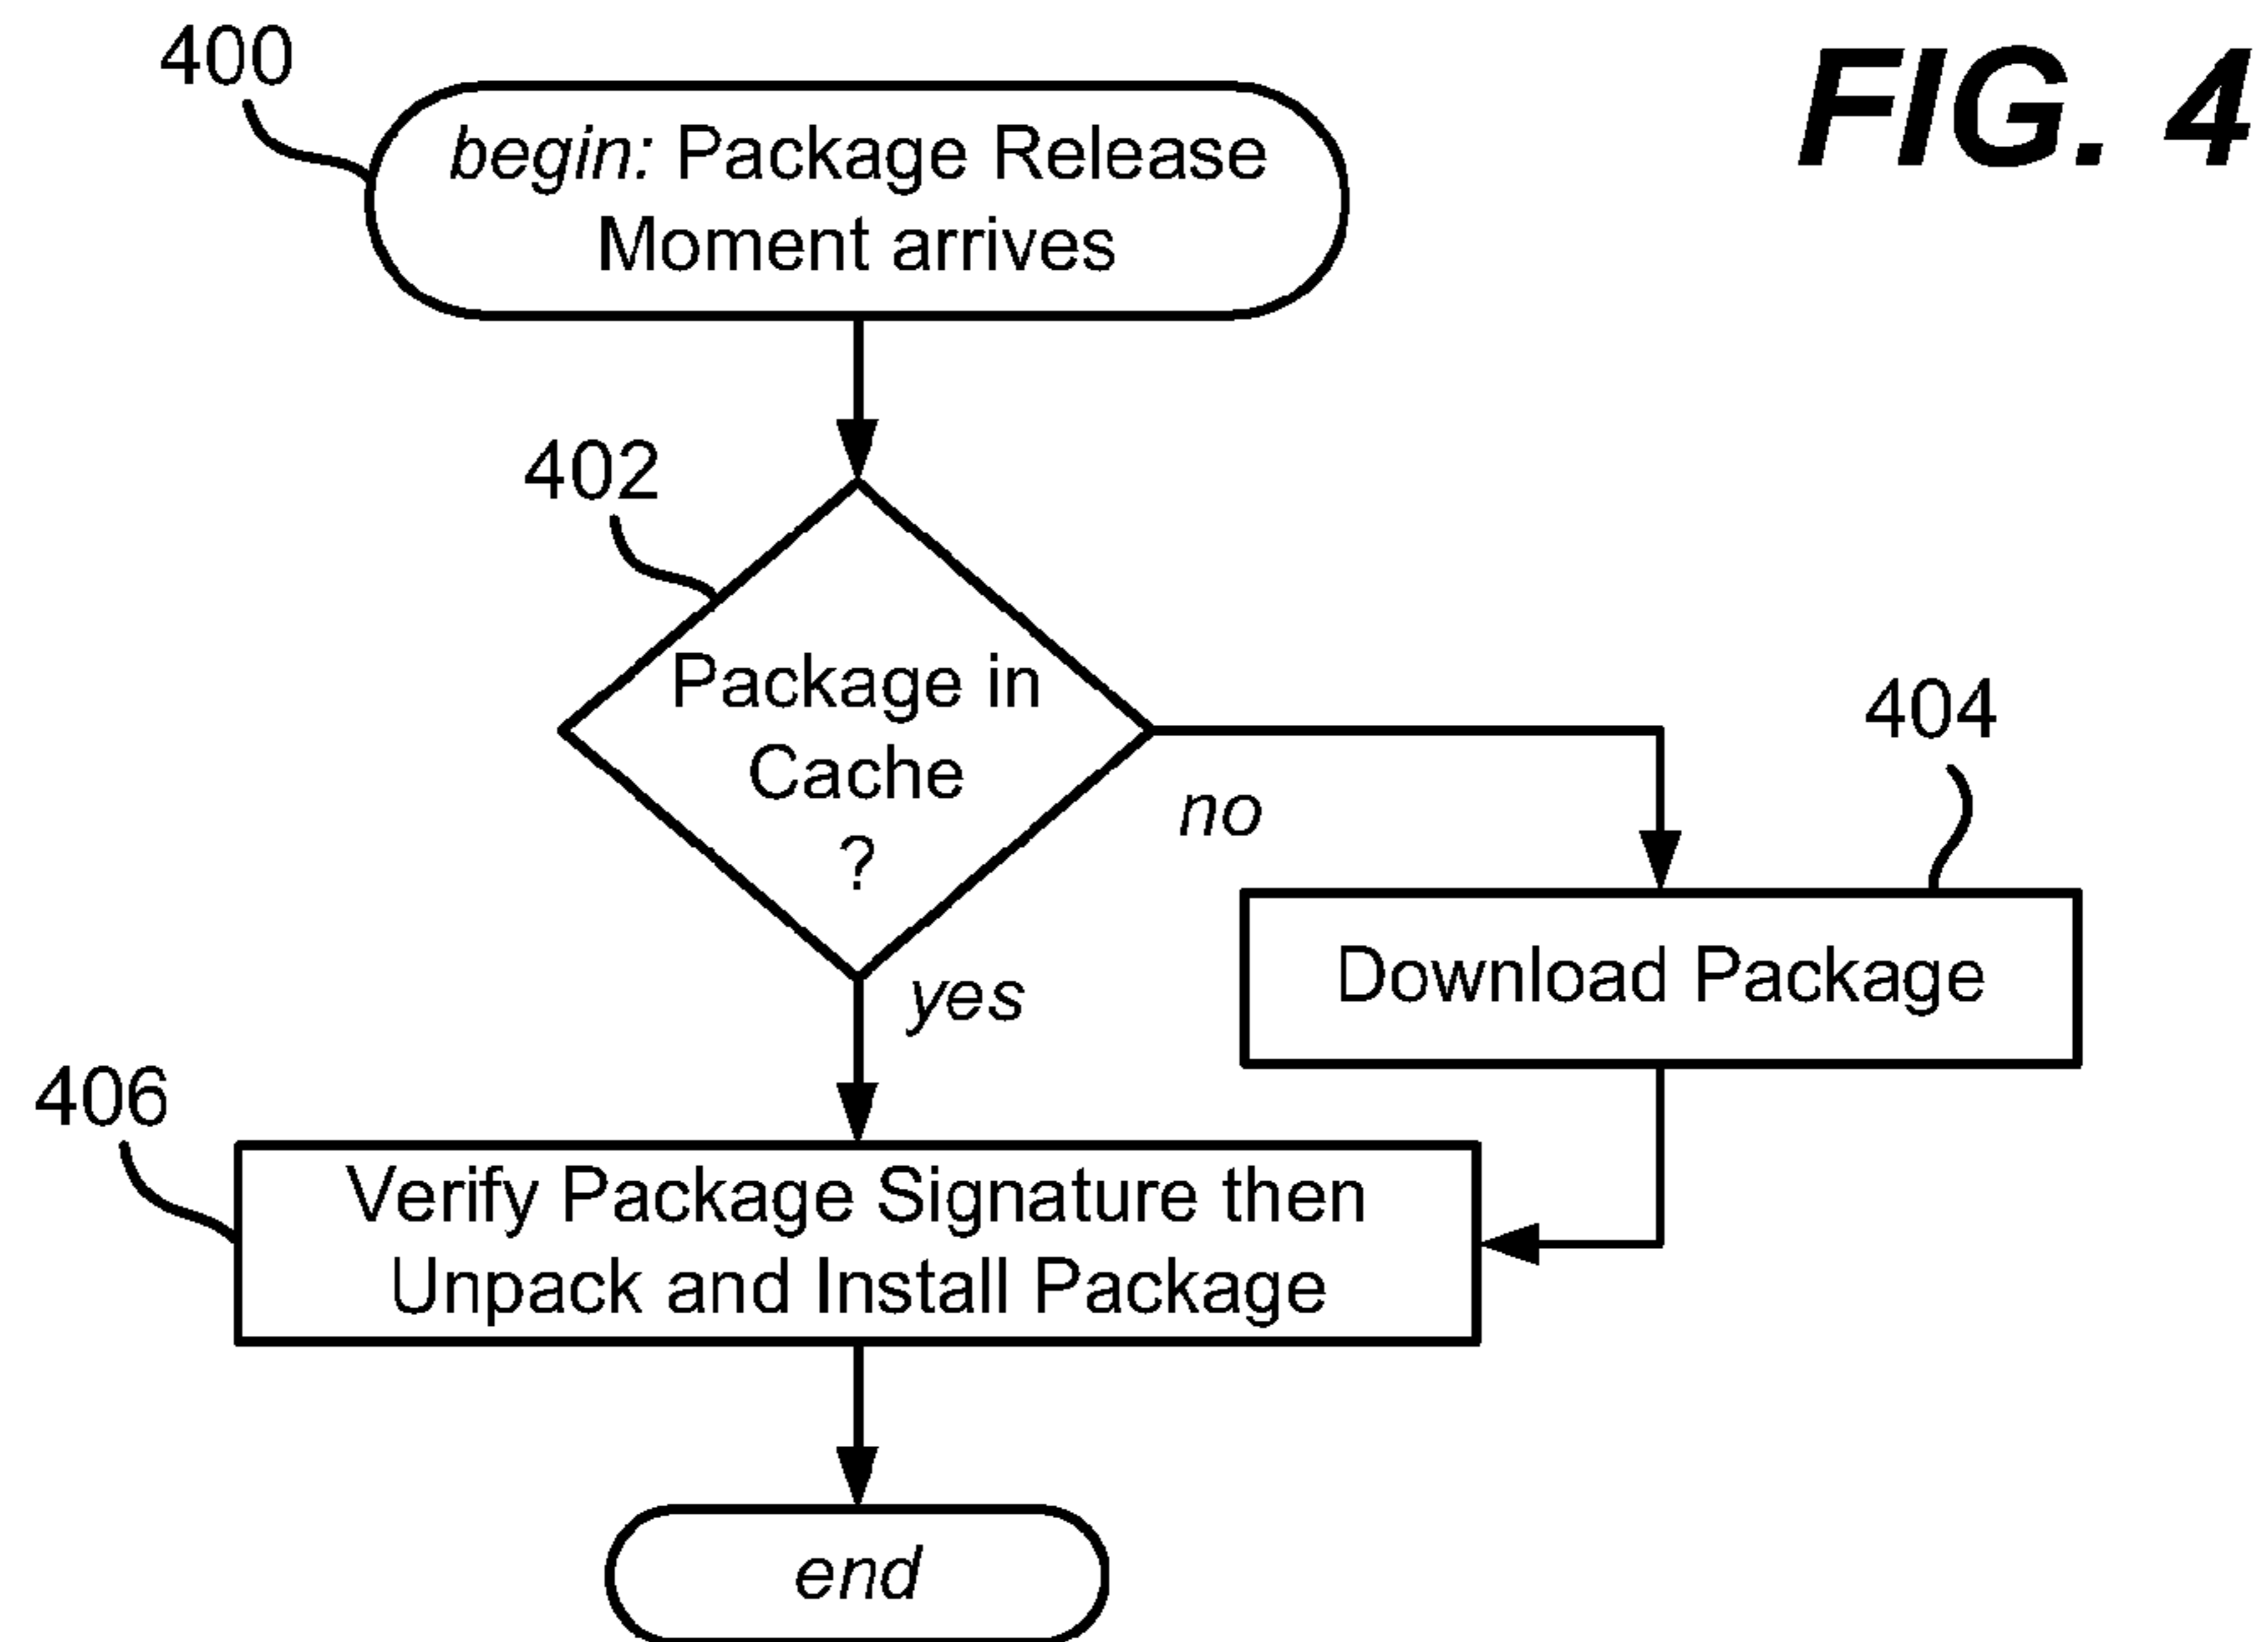 FIG. 4
400
begin: Package Release
Moment arrives
402
Package in
Cache
?
no
yes
404
Download Package
406
Verify Package Signature then
Unpack and Install Package
end